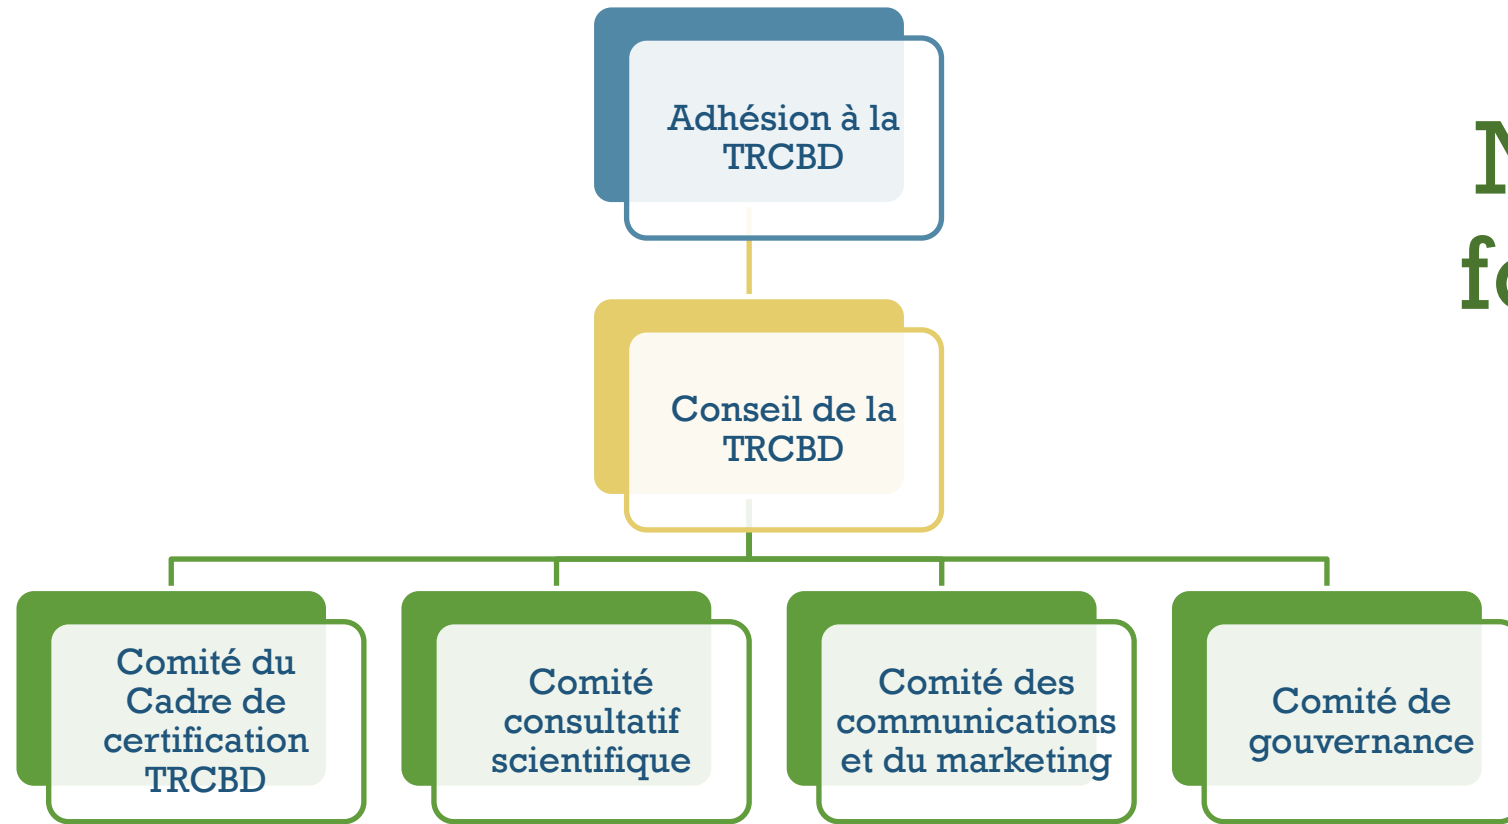 Adhésion à la
TRCBD
Conseil de la
TRCBD
Comité du
Cadre de
certification
TRCBD
Comité
consultatif
scientifique
Comité des
communications
et du marketing
Comité de
gouvernance